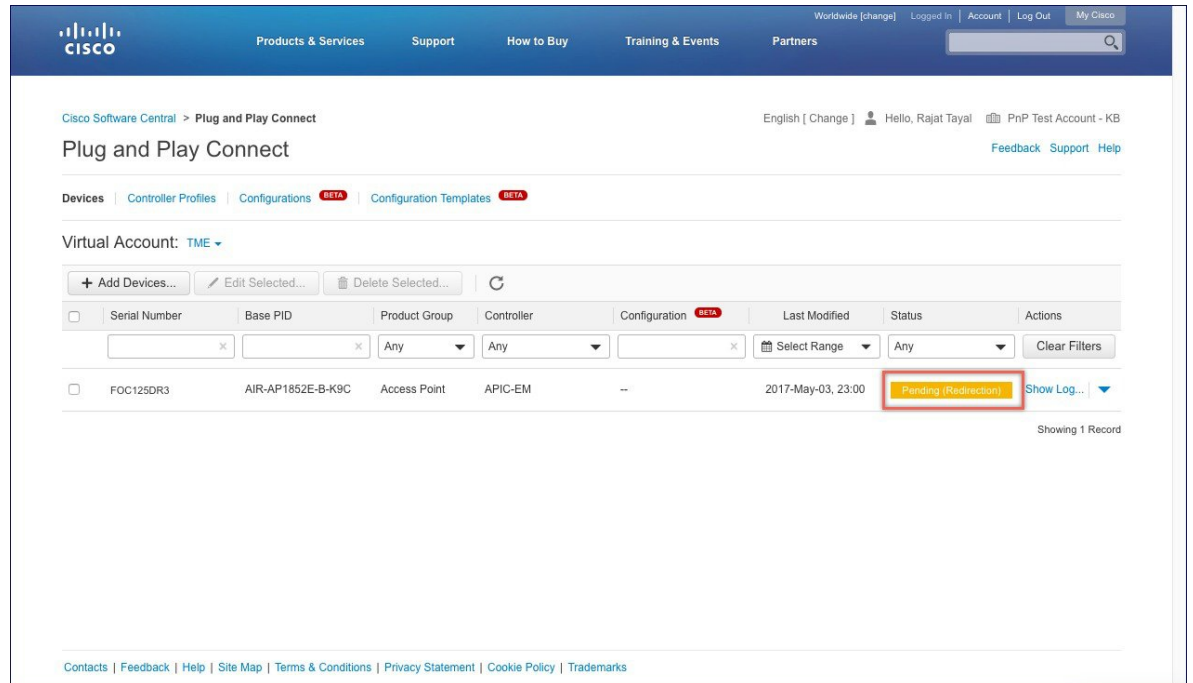 Worldwide [change] Logged In | Account | Log Out My Cisco
CISCO Products & Services Support How to Buy Training & Events Partners
Cisco Software Central > Plug and Play Connect English [ Change ] Hello, Rajat Tayal PnP Test Account - KB
Plug and Play Connect Feedback Support Help
Devices | Controller Profiles | Configurations BETA | Configuration Templates BETA
Virtual Account: TME
+ Add Devices... Edit Selected... Delete Selected...
Serial Number Base PID Product Group Controller Configuration BETA Last Modified Status Actions
× × Any Any × Select Range Any Clear Filters
FOC125DR3 AIR-AP1852E-B-K9C Access Point APIC-EM -- 2017-May-03, 23:00 Pending (Redirection) Show Log... |
Showing 1 Record
Contacts | Feedback | Help | Site Map | Terms & Conditions | Privacy Statement | Cookie Policy | Trademarks